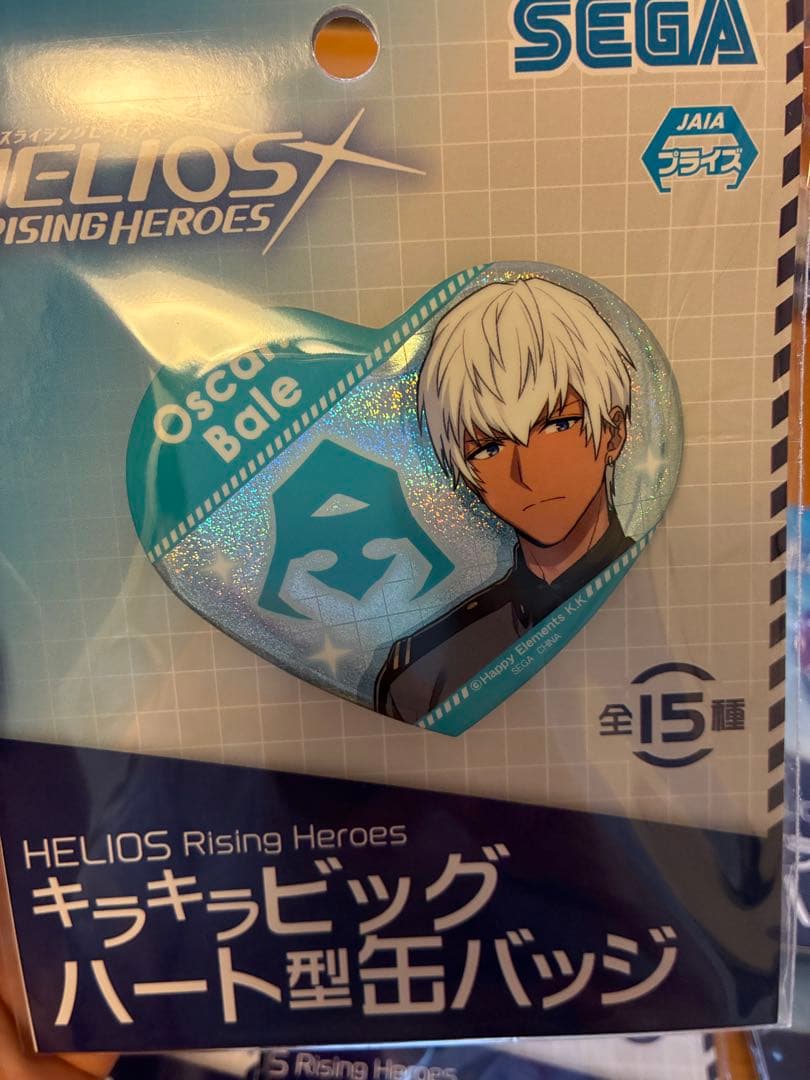 SEGA
JAIA
プライズ
HELIOS
RISING HEROES
Oscar
Bale
©Happy Elements K.K
SEGA CHINA
全15種
HELIOS Rising Heroes
キラキラビッグ
ハート型缶バッジ
S Rising Heroes